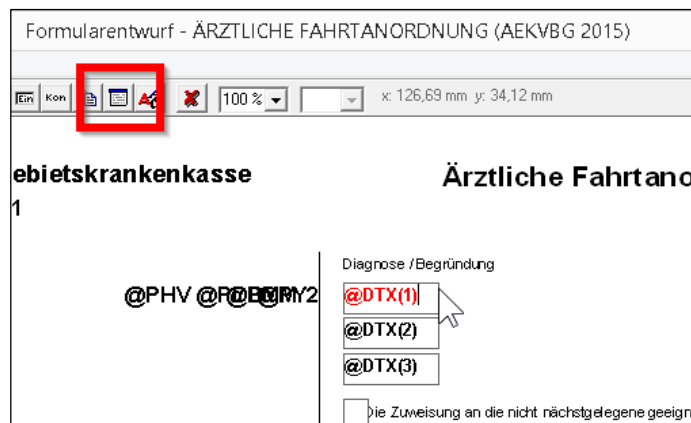 Formularentwurf - ÄRZTLICHE FAHRTANORDNUNG (AEKVBG 2015)
Ein Kon 100 % x: 126,69 mm y: 34,12 mm
ebietskrankenkasse
Ärztliche Fahrtano
1
Diagnose / Begründung
@PHV
@DTX(1)
@DTX(2)
@DTX(3)
Die Zuweisung an die nicht nächstgelegene geeign